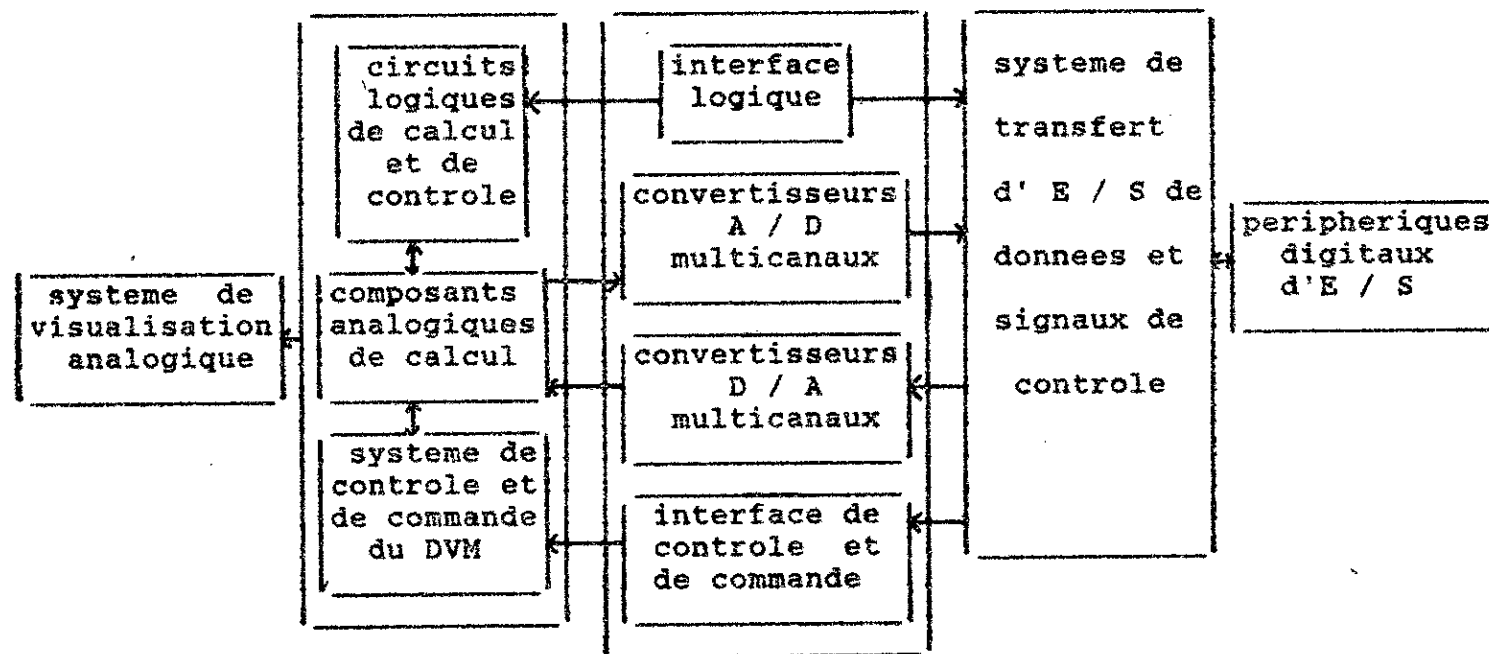 systeme de
visualisation
analogique
circuits
logiques
de calcul
et de
controle
composants
analogiques
de calcul
systeme de
controle et
de commande
du DVM
interface
logique
convertisseurs
A / D
multicanaux
convertisseurs
D / A
multicanaux
interface de
controle et
de commande
systeme de
transfert
d' E / S de
donnees et
signaux de
controle
peripheriques
digitaux
d'E / S